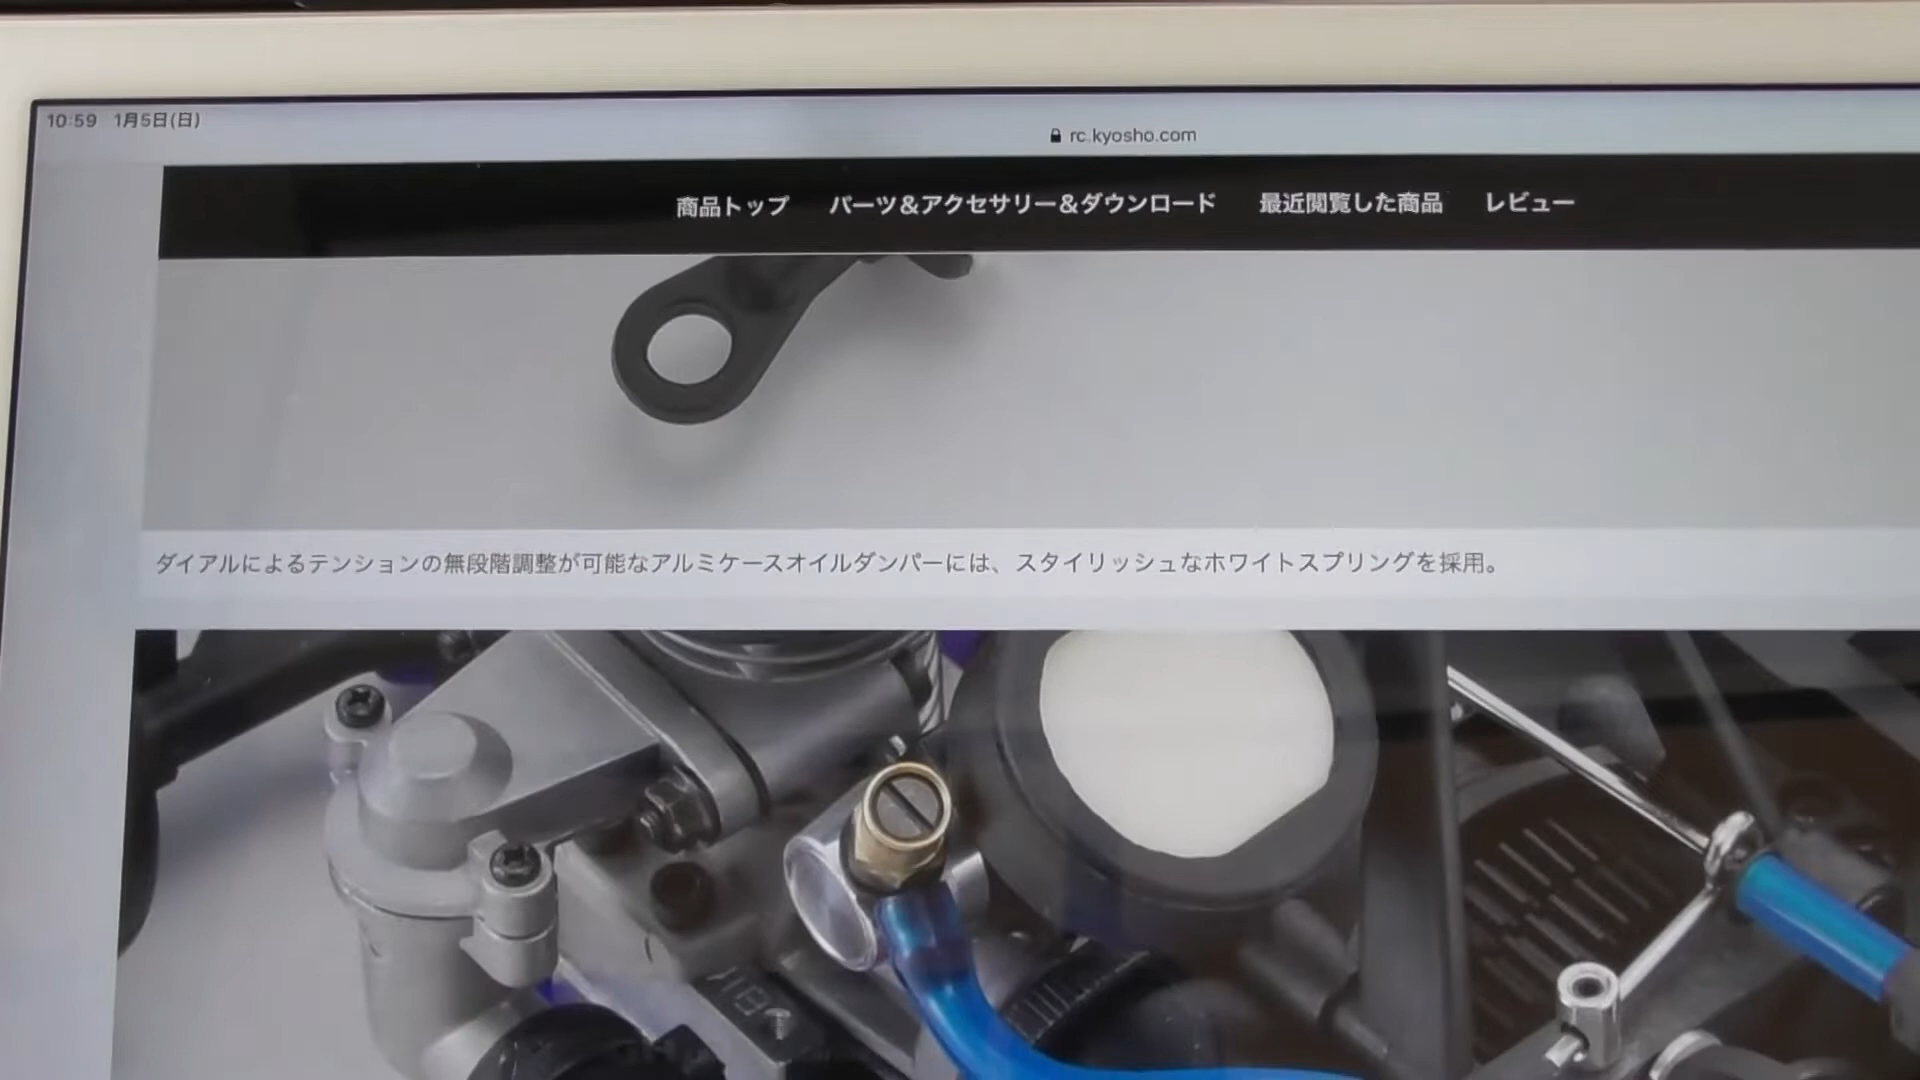 10:59 1月5日(日)
rc.kyosho.com
商品トップ パーツ&アクセサリー&ダウンロード 最近閲覧した商品 レビュー
ダイアルによるテンションの無段階調整が可能なアルミケースオイルダンパーには、スタイリッシュなホワイトスプリングを採用。